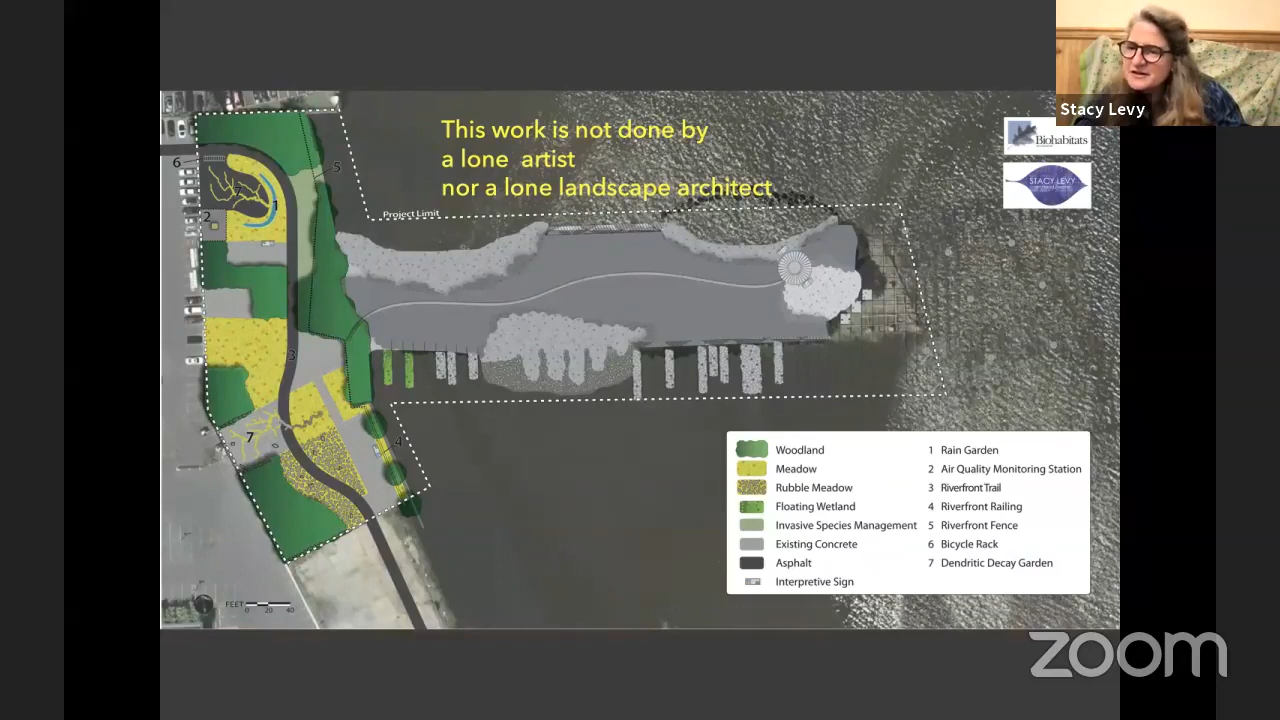 This work is not done by
a lone artist
nor a lone landscape architect
Stacy Levy
Biohabitats
STACY LEVY
Project Limit
6
5
1
2
3
4
7
FEET 0 20 40
Woodland
Meadow
Rubble Meadow
Floating Wetland
Invasive Species Management
Existing Concrete
Asphalt
Interpretive Sign
1 Rain Garden
2 Air Quality Monitoring Station
3 Riverfront Trail
4 Riverfront Railing
5 Riverfront Fence
6 Bicycle Rack
7 Dendritic Decay Garden
zoom